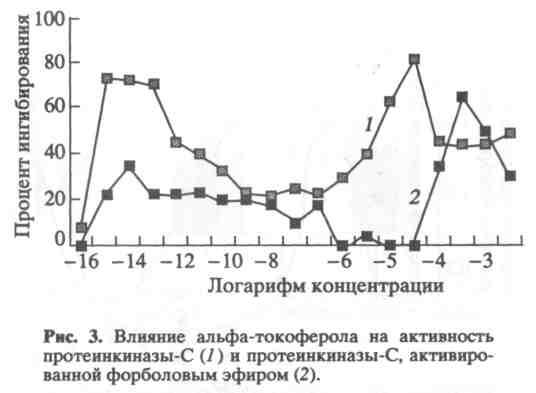 Процент ингибирования
100
80
60
40
20
0
1
2
−16 −14 −12 −10 −8 −6 −4 −3
Логарифм концентрации
Рис. 3. Влияние альфа-токоферола на активность
протеинкиназы-С (1) и протеинкиназы-С, активиро-
ванной форболовым эфиром (2).